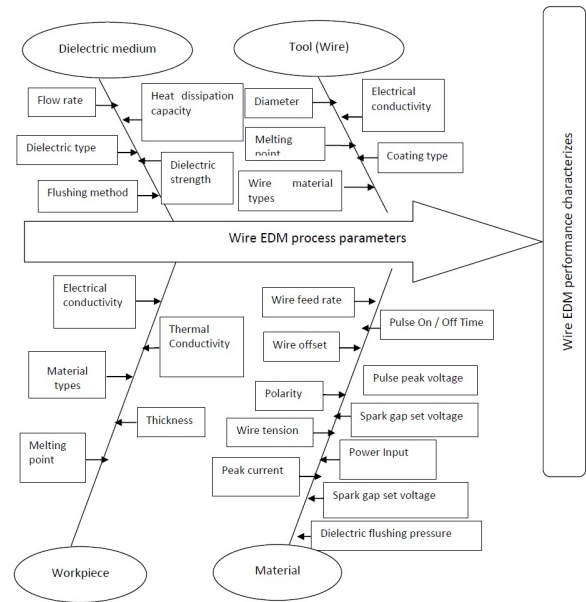 Dielectric medium
Tool (Wire)
Flow rate
Heat dissipation
capacity
Dielectric type
Dielectric
strength
Flushing method
Diameter
Electrical
conductivity
Melting
point
Coating type
Wire material
types
Wire EDM process parameters
Wire EDM performance characterizes
Electrical
conductivity
Thermal
Conductivity
Material
types
Thickness
Melting
point
Workpiece
Wire feed rate
Pulse On / Off Time
Wire offset
Pulse peak voltage
Polarity
Spark gap set voltage
Wire tension
Power Input
Peak current
Spark gap set voltage
Dielectric flushing pressure
Material